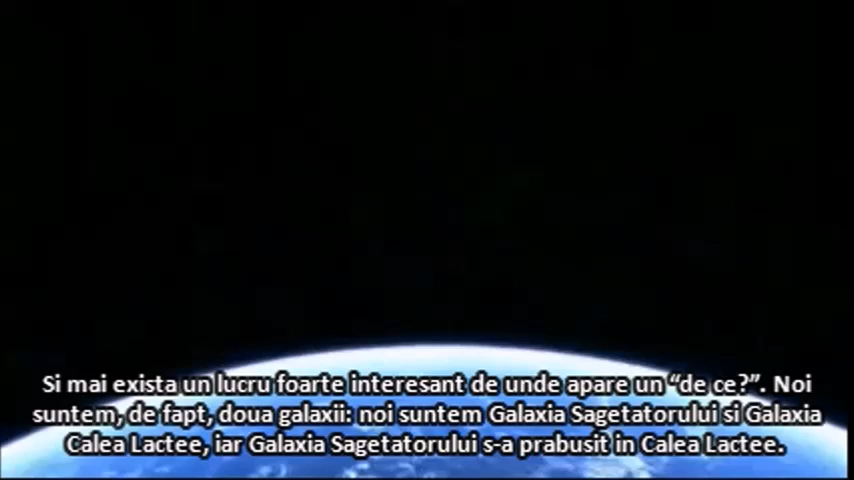 Si mai exista un lucru foarte interesant de unde apare un “de ce?”. Noi
suntem, de fapt, doua galaxii: noi suntem Galaxia Sagetatorului si Galaxia
Calea Lactee, iar Galaxia Sagetatorului s-a prabusit in Calea Lactee.